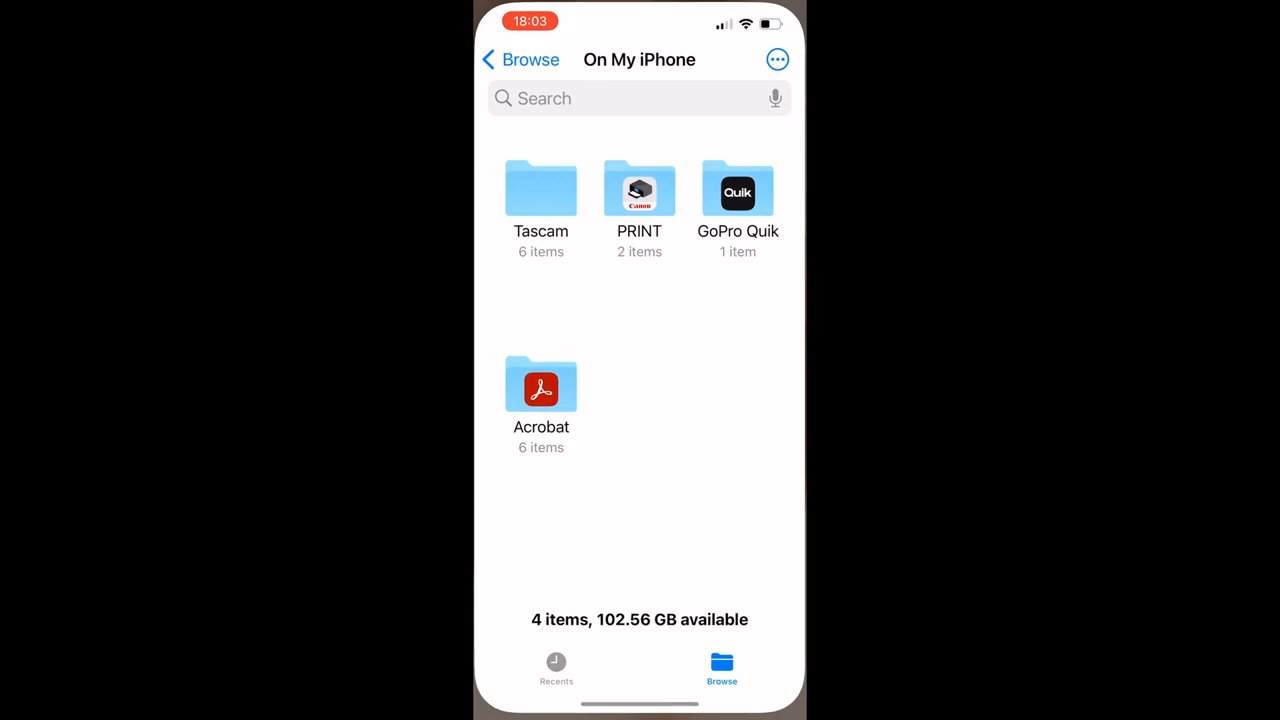 18:03
Browse On My iPhone
Search
Quik
Canon
Tascam PRINT GoPro Quik
6 items 2 items 1 item
Acrobat
6 items
4 items, 102.56 GB available
Recents Browse